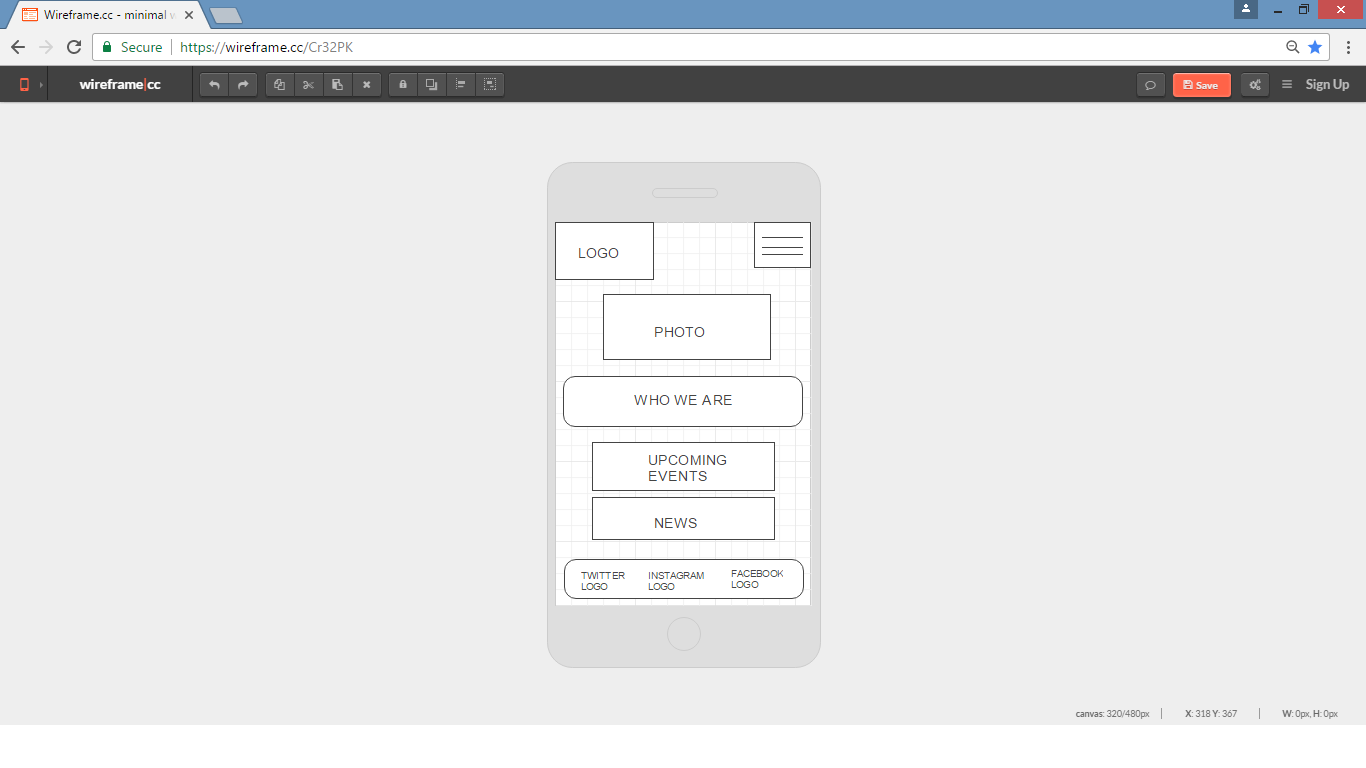 Wireframe.cc - minimal
Secure
https://wireframe.cc/Cr32PK
wireframe|cc
Save
Sign Up
LOGO
PHOTO
WHO WE ARE
UPCOMING
EVENTS
NEWS
TWITTER
LOGO
INSTAGRAM
LOGO
FACEBOOK
LOGO
canvas: 320/480px
X: 318 Y: 367
W: 0px, H: 0px